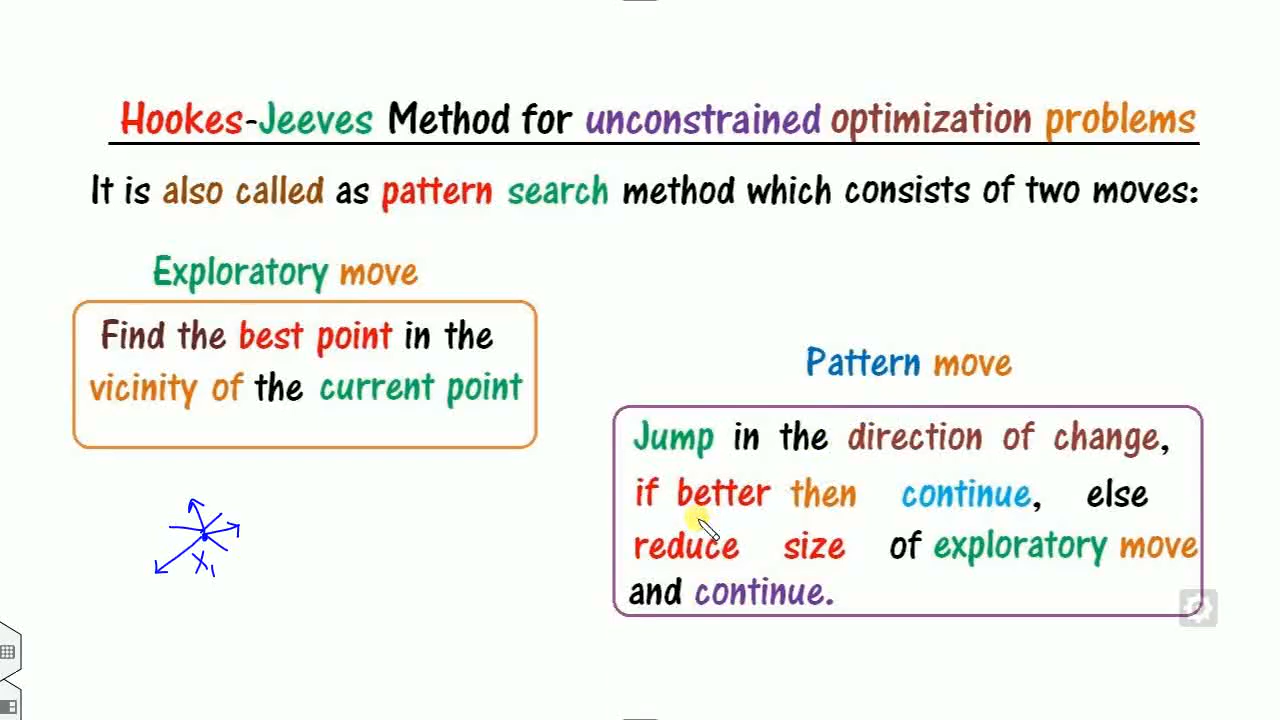 Hookes-Jeeves Method for unconstrained optimization problems
It is also called as pattern search method which consists of two moves:
Exploratory move
Find the best point in the
vicinity of the current point
Pattern move
Jump in the direction of change,
if better then continue, else
reduce size of exploratory move
and continue.
X₁